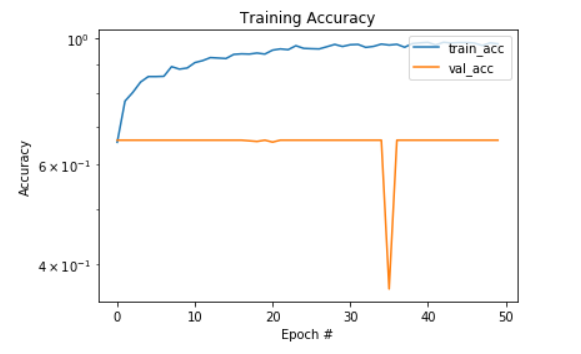 Training Accuracy
10⁰
train_acc
val_acc
6 × 10⁻¹
Accuracy
4 × 10⁻¹
0 10 20 30 40 50
Epoch #